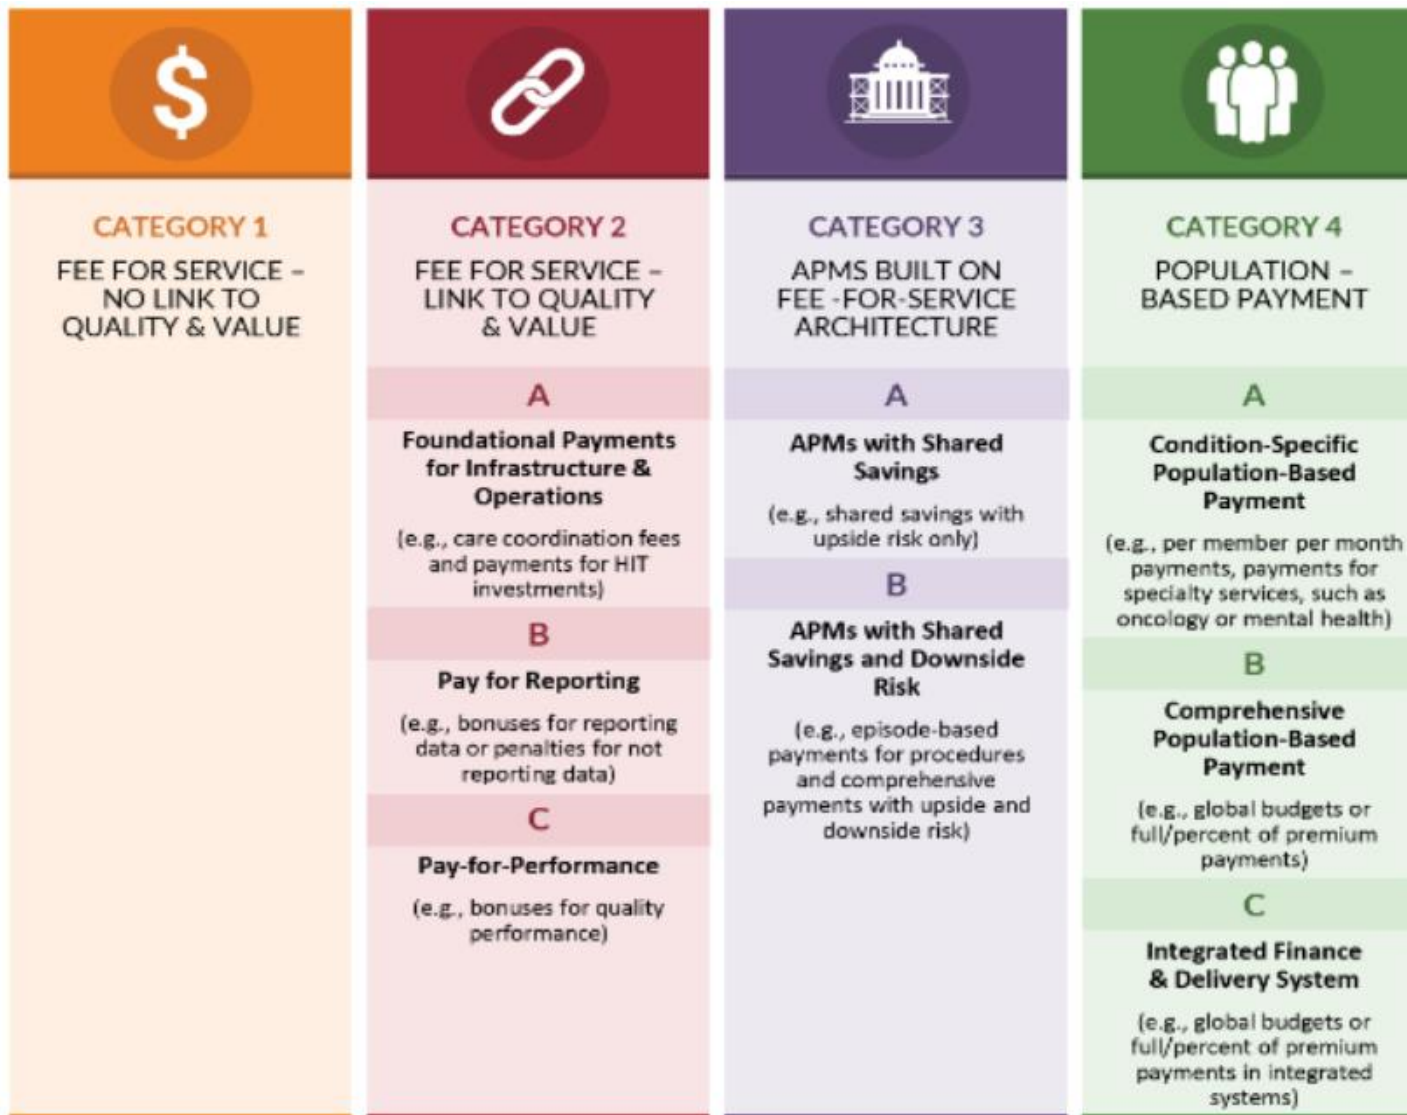 $
CATEGORY 1
FEE FOR SERVICE –
NO LINK TO
QUALITY & VALUE
CATEGORY 2
FEE FOR SERVICE –
LINK TO QUALITY
& VALUE
A
Foundational Payments
for Infrastructure &
Operations
(e.g., care coordination fees
and payments for HIT
investments)
B
Pay for Reporting
(e.g., bonuses for reporting
data or penalties for not
reporting data)
C
Pay-for-Performance
(e.g., bonuses for quality
performance)
CATEGORY 3
APMS BUILT ON
FEE -FOR-SERVICE
ARCHITECTURE
A
APMs with Shared
Savings
(e.g., shared savings with
upside risk only)
B
APMs with Shared
Savings and Downside
Risk
(e.g., episode-based
payments for procedures
and comprehensive
payments with upside and
downside risk)
CATEGORY 4
POPULATION –
BASED PAYMENT
A
Condition-Specific
Population-Based
Payment
(e.g., per member per month
payments, payments for
specialty services, such as
oncology or mental health)
B
Comprehensive
Population-Based
Payment
(e.g., global budgets or
full/percent of premium
payments)
C
Integrated Finance
& Delivery System
(e.g., global budgets or
full/percent of premium
payments in integrated
systems)